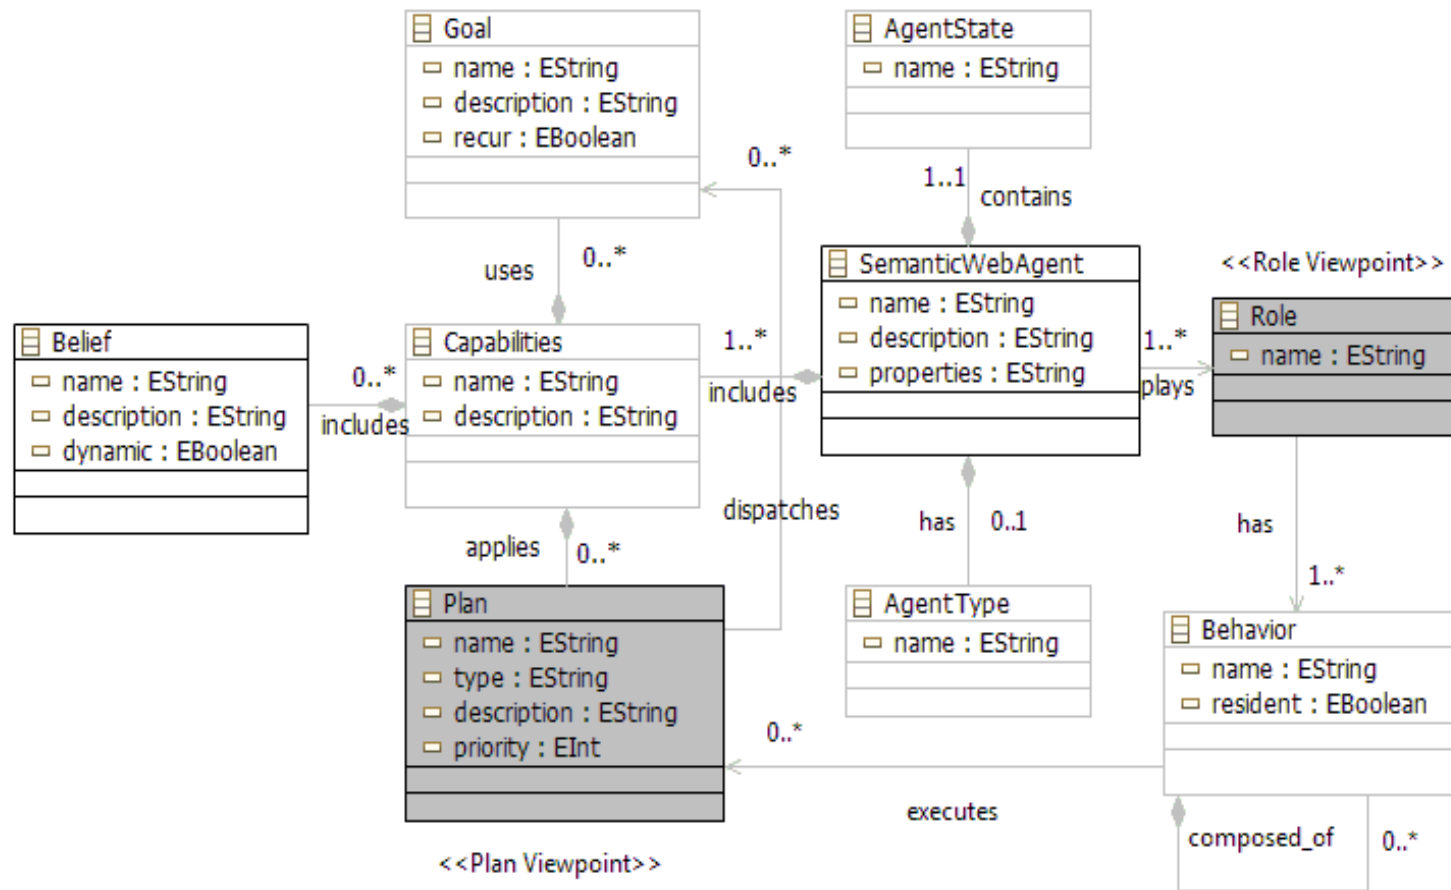 Goal
name : EString
description : EString
recur : EBoolean
AgentState
name : EString
0..*
1..1
contains
uses
0..*
SemanticWebAgent
name : EString
description : EString
properties : EString
<<Role Viewpoint>>
Role
name : EString
Belief
name : EString
description : EString
dynamic : EBoolean
0..*
includes
Capabilities
name : EString
description : EString
1..*
includes
1..*
plays
dispatches
applies
0..*
has
0..1
has
1..*
Plan
name : EString
type : EString
description : EString
priority : EInt
AgentType
name : EString
Behavior
name : EString
resident : EBoolean
0..*
executes
composed_of
0..*
<<Plan Viewpoint>>